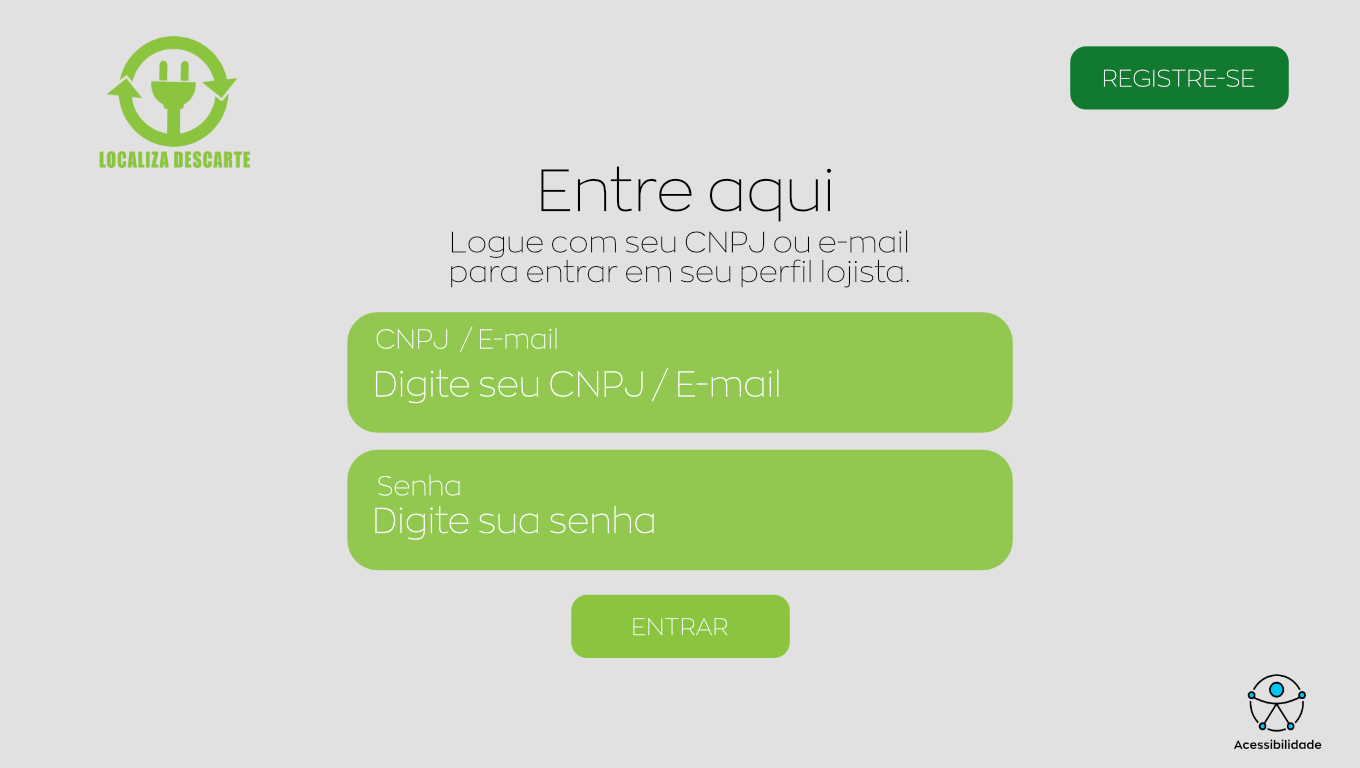 LOCALIZA DESCARTE
REGISTRE-SE
Entre aqui
Logue com seu CNPJ ou e-mail
para entrar em seu perfil lojista.
CNPJ / E-mail
Digite seu CNPJ / E-mail
Senha
Digite sua senha
ENTRAR
Acessibilidade